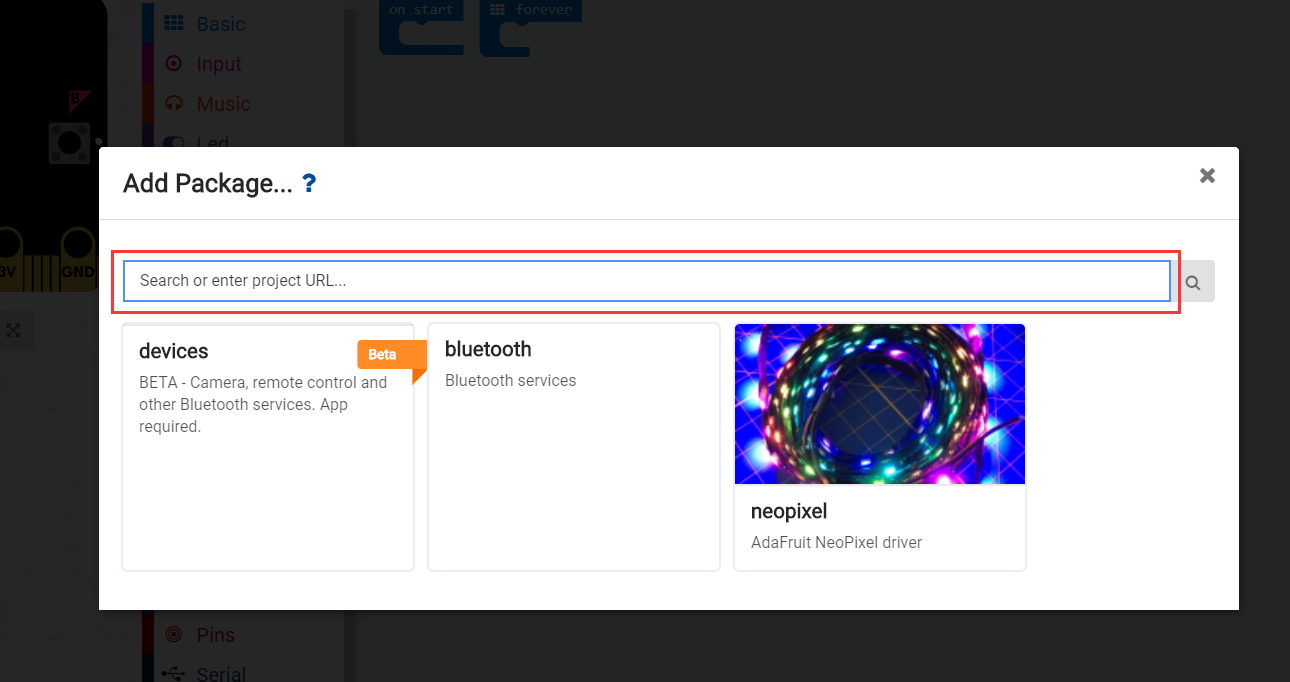 on start
forever
Basic
Input
Music
Led
B
3V
GND
Add Package... ?
Search or enter project URL...
devices
Beta
BETA - Camera, remote control and
other Bluetooth services. App
required.
bluetooth
Bluetooth services
neopixel
AdaFruit NeoPixel driver
Pins
Serial